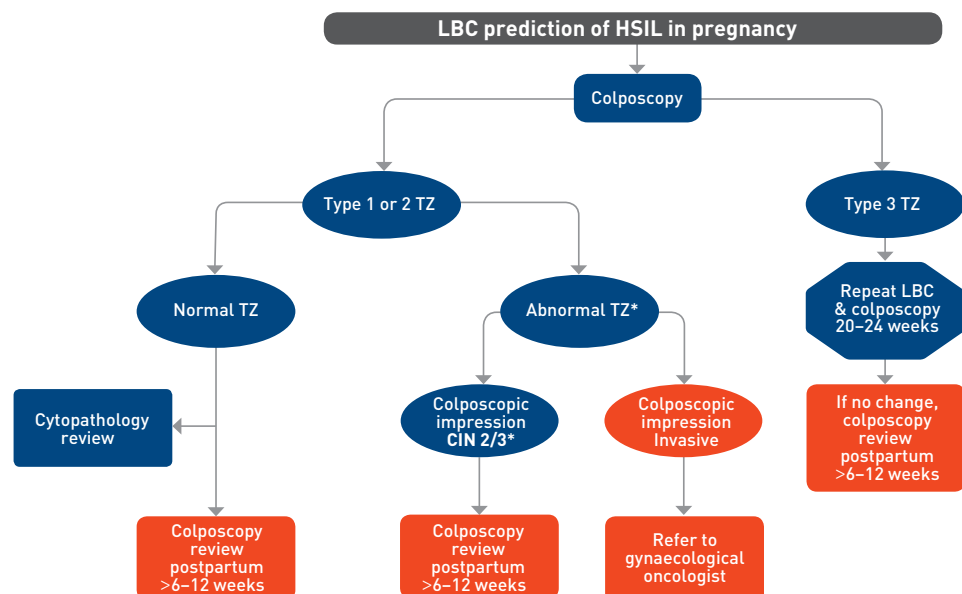 LBC prediction of HSIL in pregnancy
Colposcopy
Type 1 or 2 TZ
Type 3 TZ
Normal TZ
Abnormal TZ*
Repeat LBC
& colposcopy
20–24 weeks
Cytopathology
review
Colposcopic
impression
CIN 2/3*
Colposcopic
impression
Invasive
If no change,
colposcopy
review
postpartum
>6–12 weeks
Colposcopy
review
postpartum
>6–12 weeks
Colposcopy
review
postpartum
>6–12 weeks
Refer to
gynaecological
oncologist